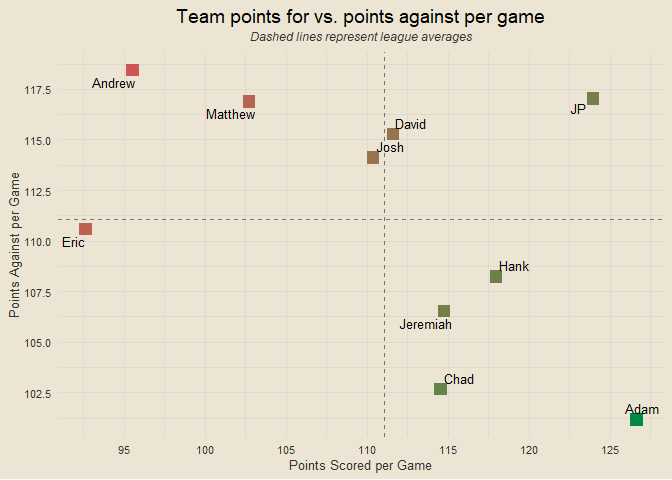 Team points for vs. points against per game
Dashed lines represent league averages
Points Against per Game
117.5
115.0
112.5
110.0
107.5
105.0
102.5
Andrew
Matthew
JP
David
Josh
Eric
Hank
Jeremiah
Chad
Adam
95
100
105
110
115
120
125
Points Scored per Game